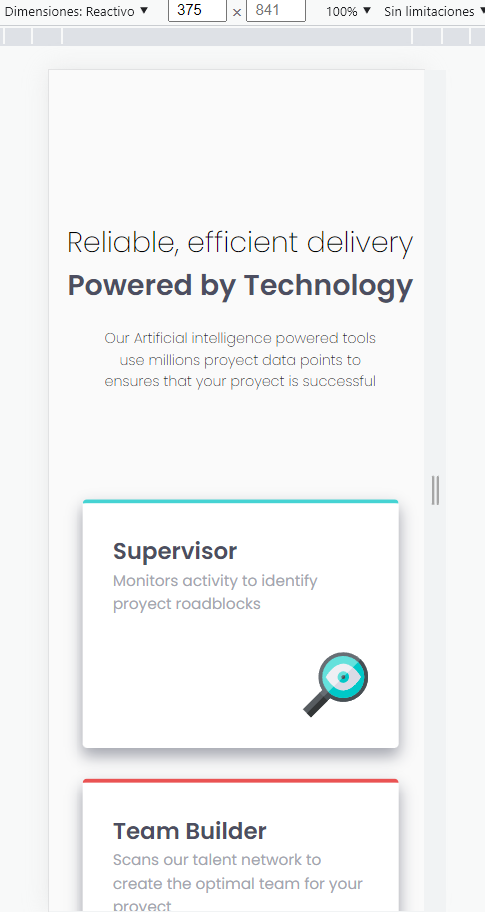 Dimensiones: Reactivo ▼ 375 × 841 100% ▼ Sin limitaciones ▼
Reliable, efficient delivery
Powered by Technology
Our Artificial intelligence powered tools
use millions proyect data points to
ensures that your proyect is successful
Supervisor
Monitors activity to identify
proyect roadblocks
Team Builder
Scans our talent network to
create the optimal team for your
proyect